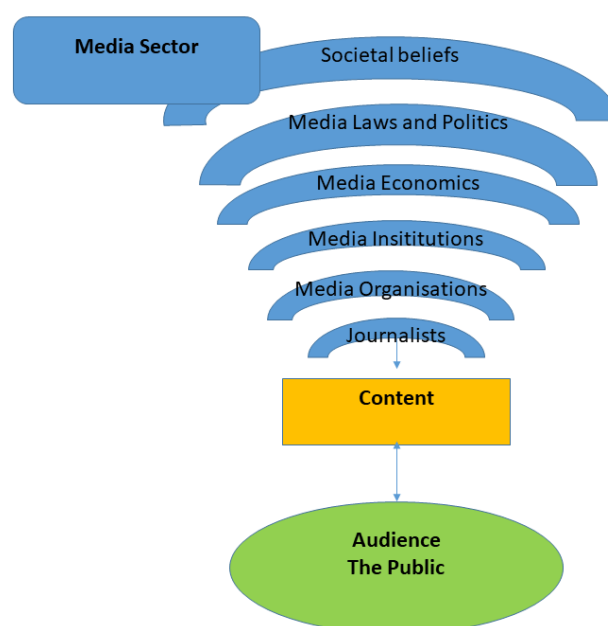 Media Sector
Societal beliefs
Media Laws and Politics
Media Economics
Media Insititutions
Media Organisations
Journalists
Content
Audience
The Public